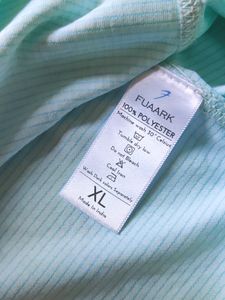 FUAARK
100% POLYESTER
Machine wash 30° Colour
Tumble dry low
Do not Bleach
Cool Iron
Wash Dark colors Separately
XL
Made in India